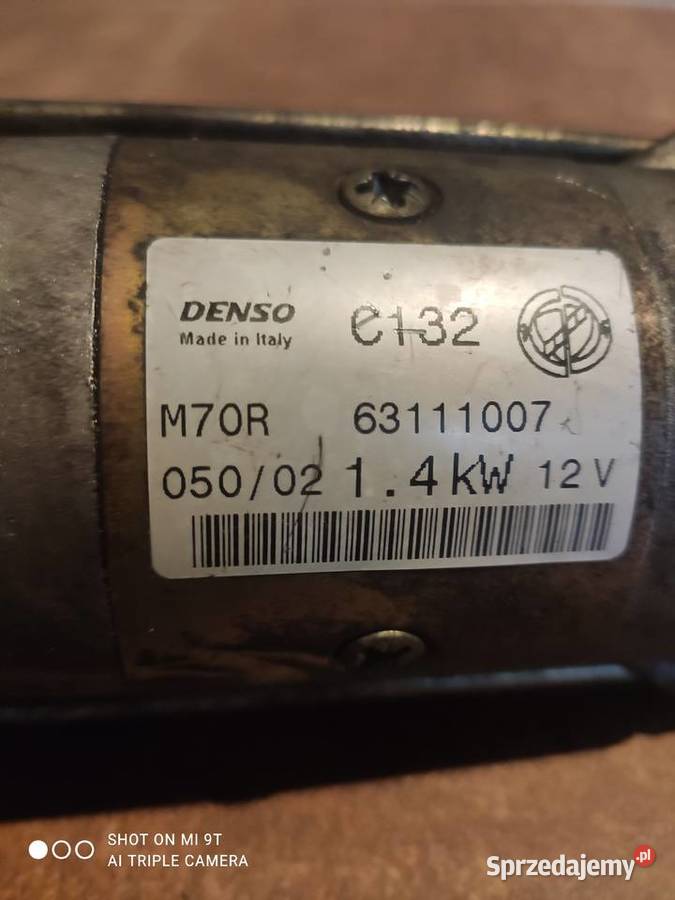 DENSO
Made in Italy
C132
M70R 63111007
050/02 1.4kW 12V
SHOT ON MI 9T
AI TRIPLE CAMERA
Sprzedajemy.pl